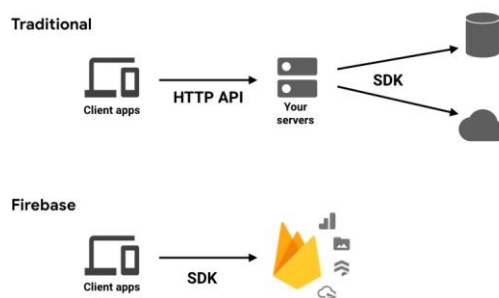 Traditional
Client apps
HTTP API
Your
servers
SDK
Firebase
Client apps
SDK